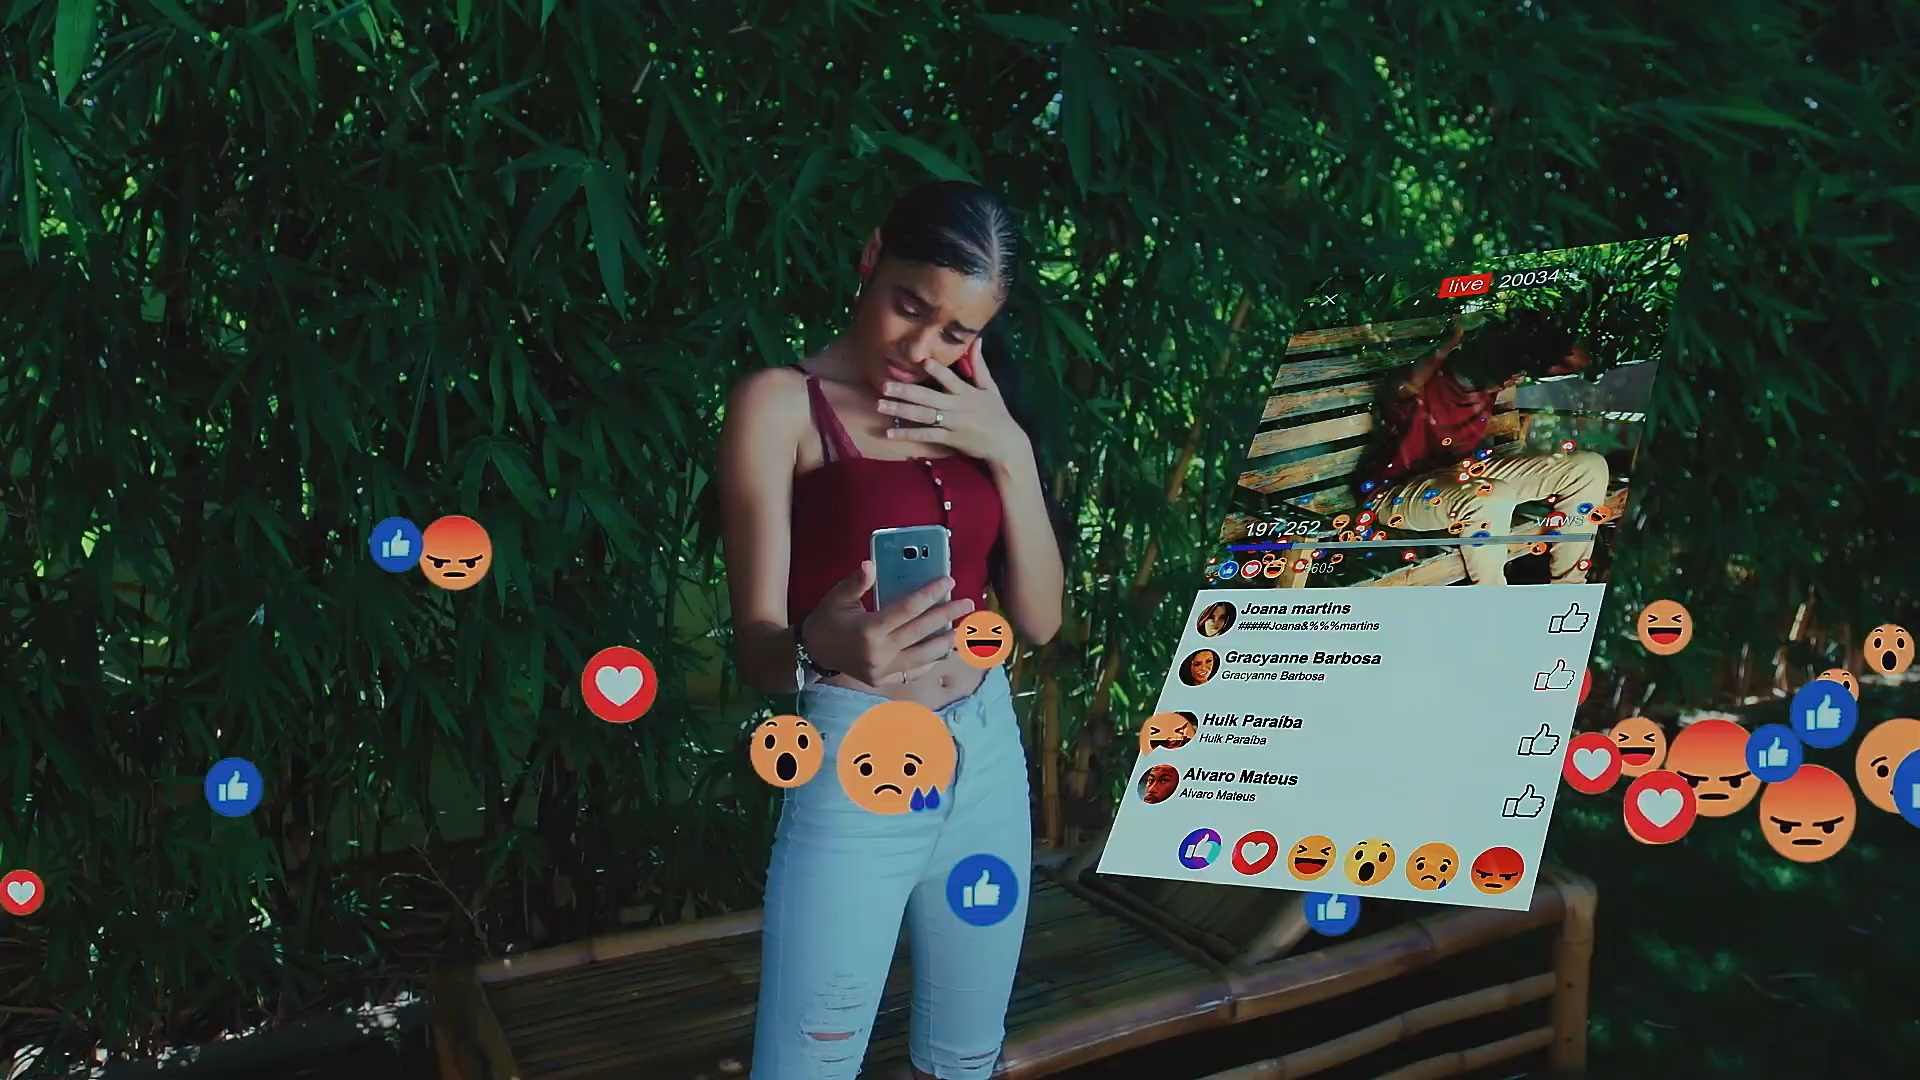 live 20034
197,252
VIEWS
5605
Joana martins
#####Joana&%%%martins
Gracyanne Barbosa
Gracyanne Barbosa
Hulk Paraíba
Hulk Paraíba
Alvaro Mateus
Alvaro Mateus